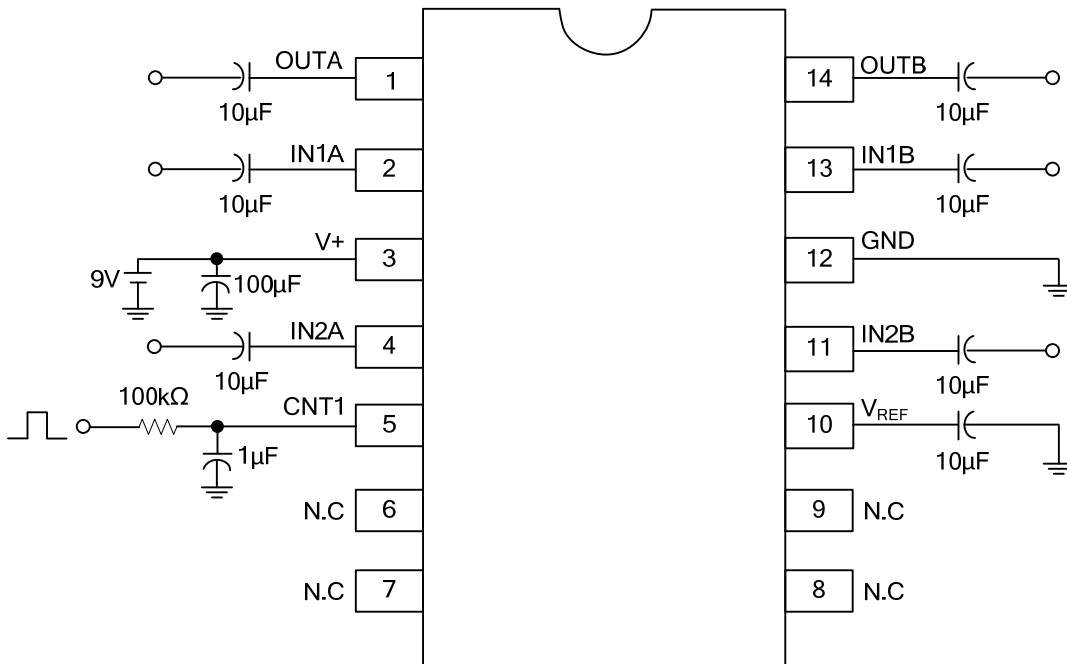 OUTA
1
10μF
IN1A
2
10μF
V+
3
9V
100μF
IN2A
4
10μF
100kΩ
CNT1
5
1μF
N.C
6
N.C
7
14
OUTB
10μF
13
IN1B
10μF
12
GND
11
IN2B
10μF
10
VREF
10μF
9
N.C
8
N.C